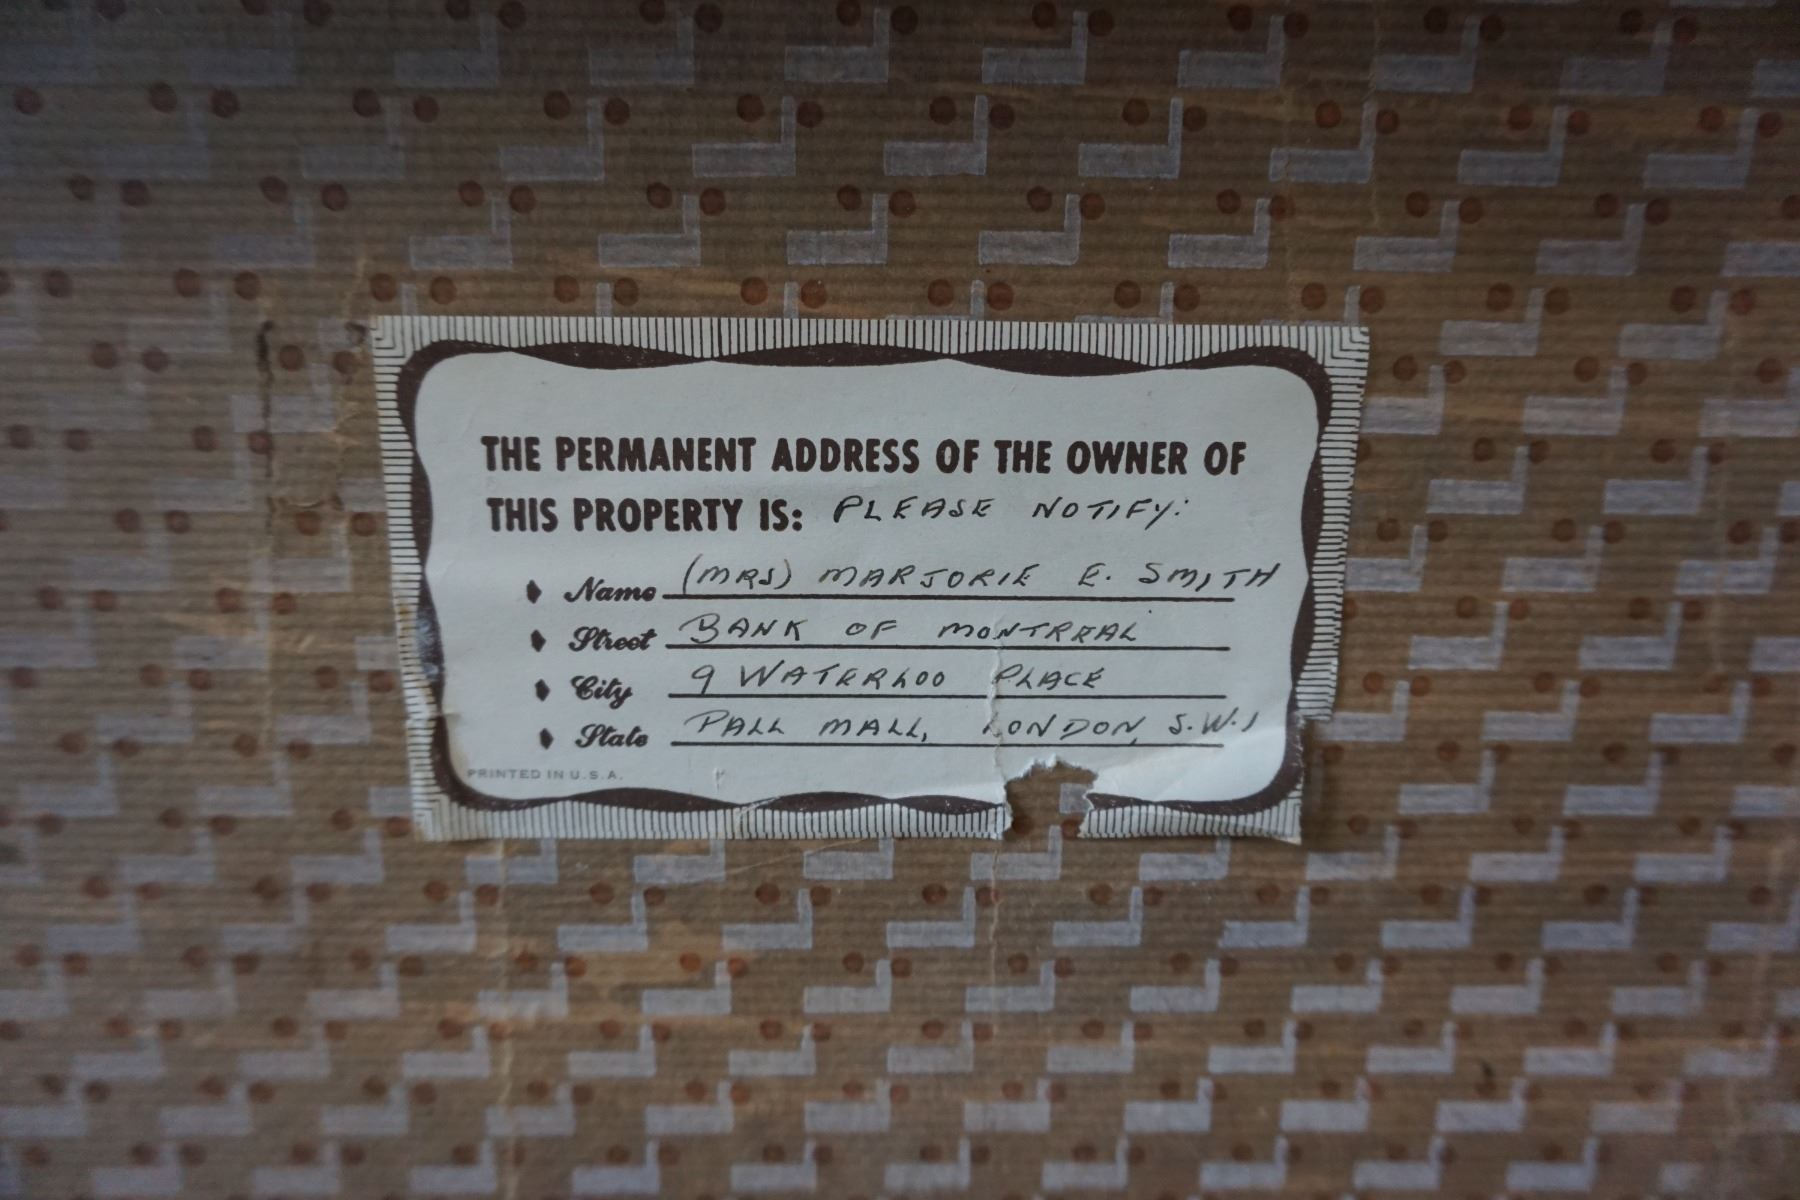 THE PERMANENT ADDRESS OF THE OWNER OF
THIS PROPERTY IS: PLEASE NOTIFY:
Name (MRS) MARJORIE E. SMITH
Street BANK OF MONTREAL
City 9 WATERLOO PLACE
State PALL MALL, LONDON, S.W.1
PRINTED IN U.S.A.